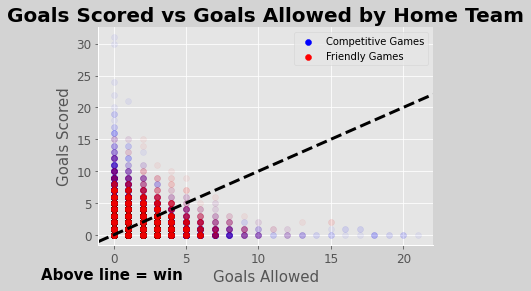 Goals Scored vs Goals Allowed by Home Team
Competitive Games
Friendly Games
Goals Scored
30
25
20
15
10
5
0
0
5
10
15
20
Goals Allowed
Above line = win